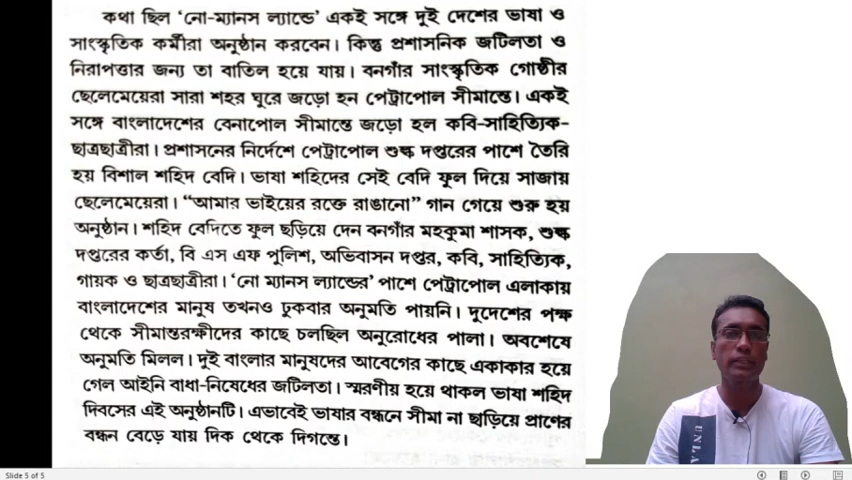 কথা ছিল ‘নো-ম্যানস ল্যান্ডে’ একই সঙ্গে দুই দেশের ভাষা ও
সাংস্কৃতিক কর্মীরা অনুষ্ঠান করবেন। কিন্তু প্রশাসনিক জটিলতা ও
নিরাপত্তার জন্য তা বাতিল হয়ে যায়। বনগাঁর সাংস্কৃতিক গোষ্ঠীর
ছেলেমেয়েরা সারা শহর ঘুরে জড়ো হন পেট্রাপোল সীমান্তে। একই
সঙ্গে বাংলাদেশের বেনাপোল সীমান্তে জড়ো হল কবি-সাহিত্যিক-
ছাত্রছাত্রীরা। প্রশাসনের নির্দেশে পেট্রাপোল শুল্ক দপ্তরের পাশে তৈরি
হয় বিশাল শহিদ বেদি। ভাষা শহিদের সেই বেদি ফুল দিয়ে সাজায়
ছেলেমেয়েরা। “আমার ভাইয়ের রক্তে রাঙানো” গান গেয়ে শুরু হয়
অনুষ্ঠান। শহিদ বেদিতে ফুল ছড়িয়ে দেন বনগাঁর মহকুমা শাসক, শুল্ক
দপ্তরের কর্তা, বি এস এফ পুলিশ, অভিবাসন দপ্তর, কবি, সাহিত্যিক,
গায়ক ও ছাত্রছাত্রীরা। ‘নো ম্যানস ল্যান্ডের’ পাশে পেট্রাপোল এলাকায়
বাংলাদেশের মানুষ তখনও ঢুকবার অনুমতি পায়নি। দুদেশের পক্ষ
থেকে সীমান্তরক্ষীদের কাছে চলছিল অনুরোধের পালা। অবশেষে
অনুমতি মিলল। দুই বাংলার মানুষদের আবেগের কাছে একাকার হয়ে
গেল আইনি বাধা-নিষেধের জটিলতা। স্মরণীয় হয়ে থাকল ভাষা শহিদ
দিবসের এই অনুষ্ঠানটি। এভাবেই ভাষার বন্ধনে সীমা না ছাড়িয়ে প্রাণের
বন্ধন বেড়ে যায় দিক থেকে দিগন্তে।
UNLA
Slide 5 of 5